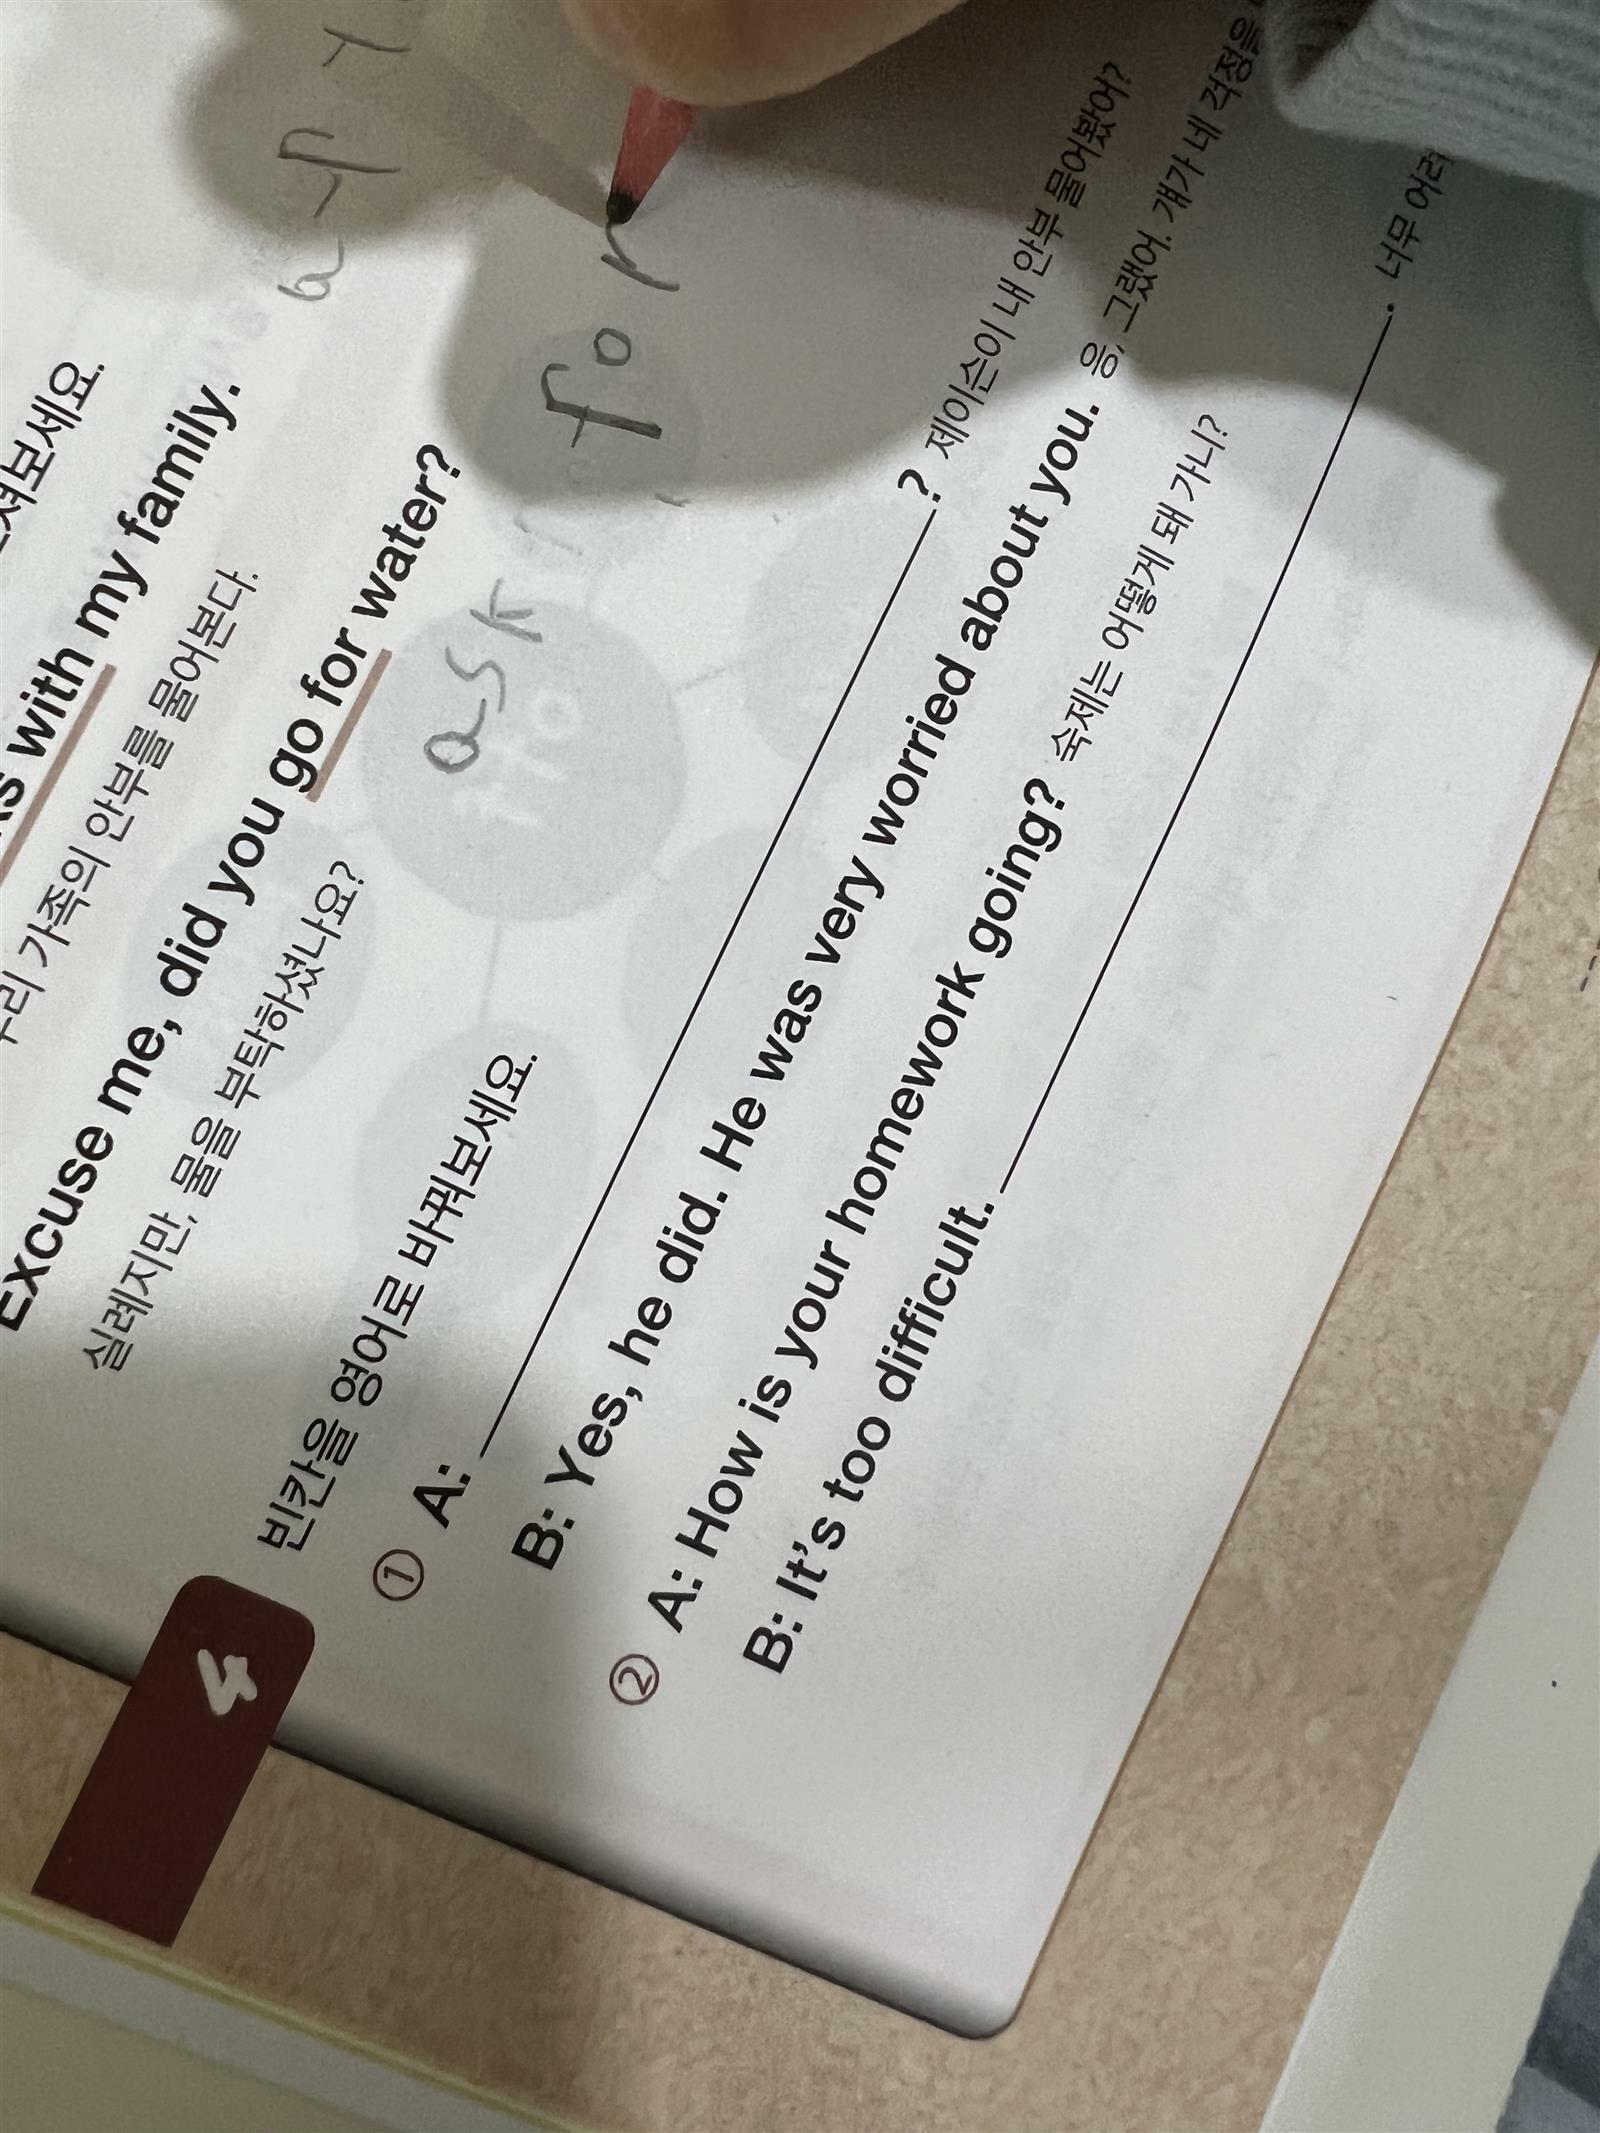 셔보세요.
with my family.
우리 가족의 안부를 물어본다.
a
Excuse me, did you go for water?
ask for
실례지만, 물을 부탁하셨나요?
4 빈칸을 영어로 바꿔보세요.
① A: ? 제이슨이 내 안부 물어봤어?
B: Yes, he did. He was very worried about you. 응, 그랬어. 걔가 네 걱정을
② A: How is your homework going? 숙제는 어떻게 돼 가니?
B: It's too difficult. . 너무 어려